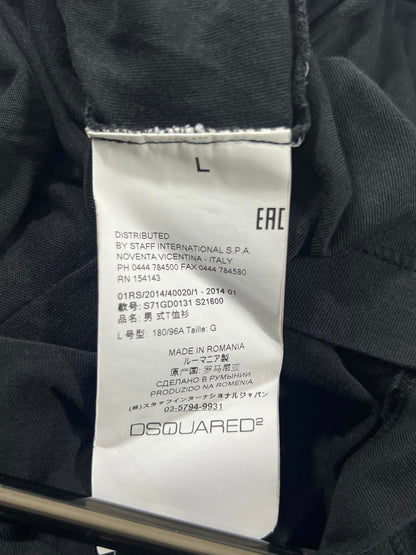 L
EAC
DISTRIBUTED
BY STAFF INTERNATIONAL S.P.A.
NOVENTA VICENTINA - ITALY
PH 0444 784500 FAX 0444 784580
RN 154143
01RS/2014/40020/1 - 2014 01
款号: S71GD0131 S21600
品名: 男 式T恤衫
L 号型: 180/96A Taille: G
MADE IN ROMANIA
ルーマニア製
原产国: 罗马尼亚
СДЕЛАНО В РУМЫНИИ
PRODUZIDO NA ROMENIA
(株) スタッフインターナショナルジャパン
03-5794-9931
DSQUARED2